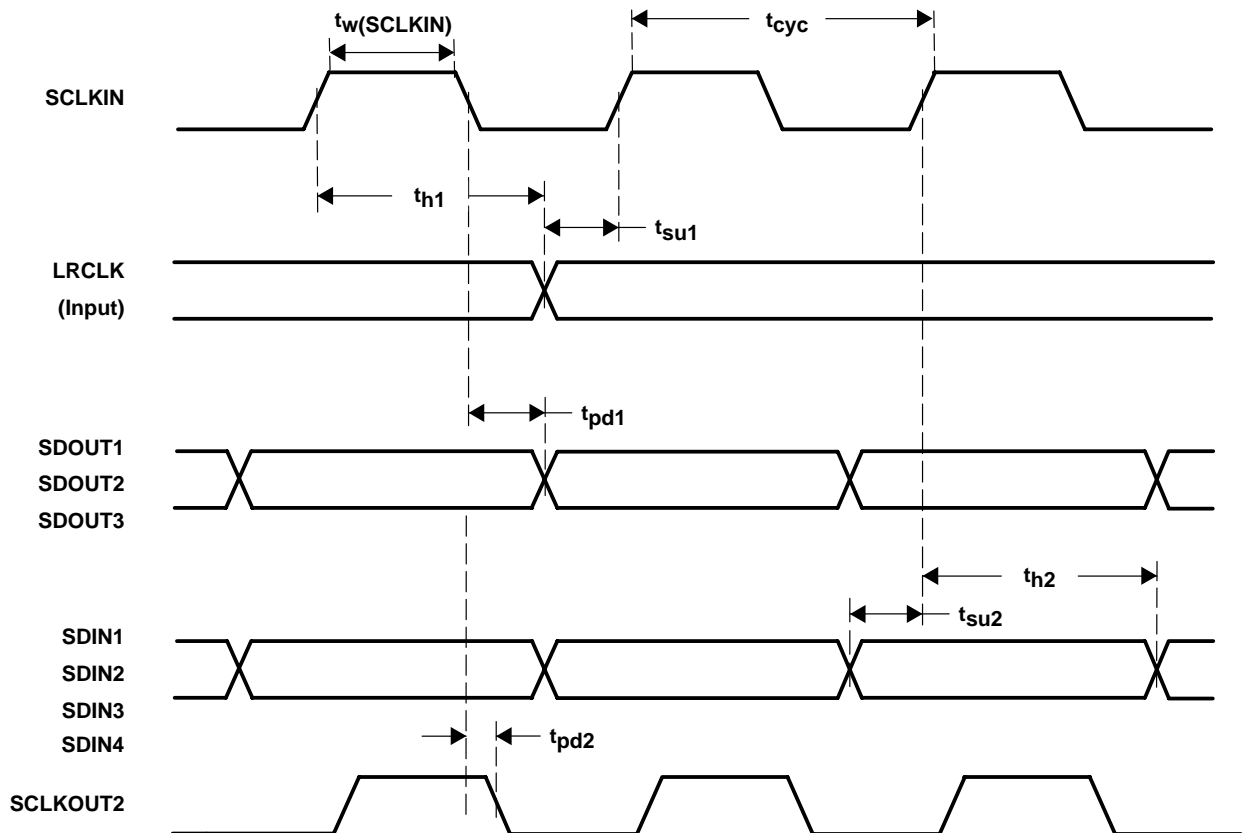 tw(SCLKIN)
tcyc
SCLKIN
th1
tsu1
LRCLK
(Input)
tpd1
SDOUT1
SDOUT2
SDOUT3
th2
tsu2
SDIN1
SDIN2
SDIN3
SDIN4
tpd2
SCLKOUT2